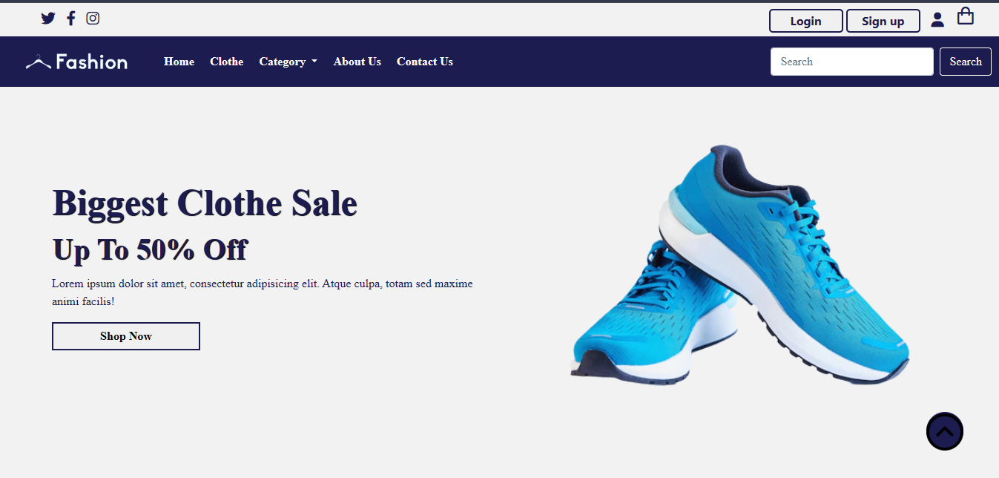 Login Sign up
Fashion Home Clothe Category About Us Contact Us Search Search
Biggest Clothe Sale
Up To 50% Off
Lorem ipsum dolor sit amet, consectetur adipisicing elit. Atque culpa, totam sed maxime
animi facilis!
Shop Now